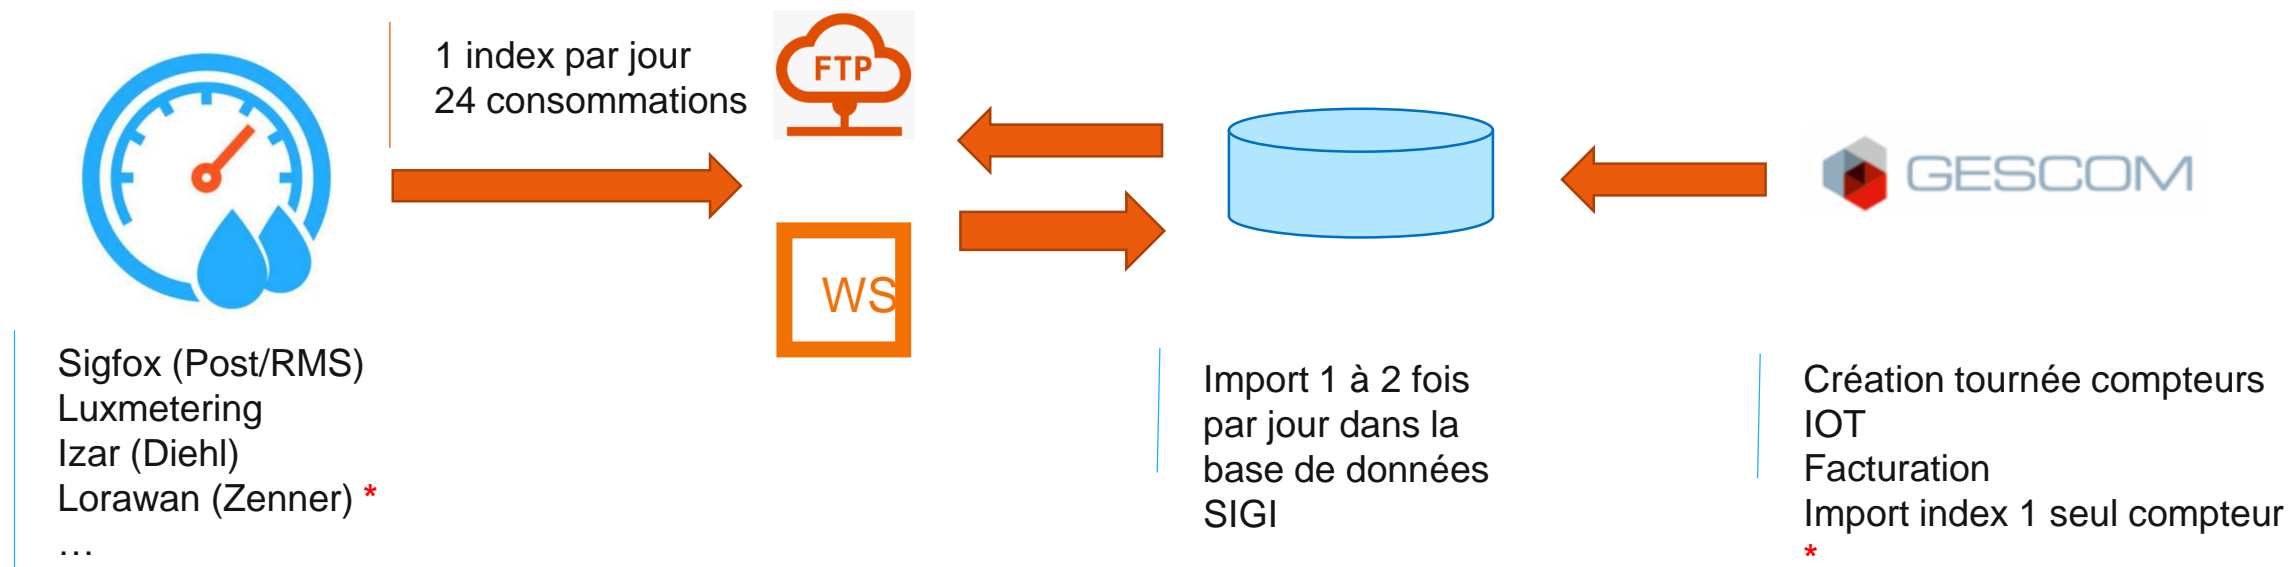 1 index par jour
24 consommations
FTP
WS
GESCOM
Sigfox (Post/RMS)
Luxmetering
Izar (Diehl)
Lorawan (Zenner) *
…
Import 1 à 2 fois
par jour dans la
base de données
SIGI
Création tournée compteurs
IOT
Facturation
Import index 1 seul compteur
*